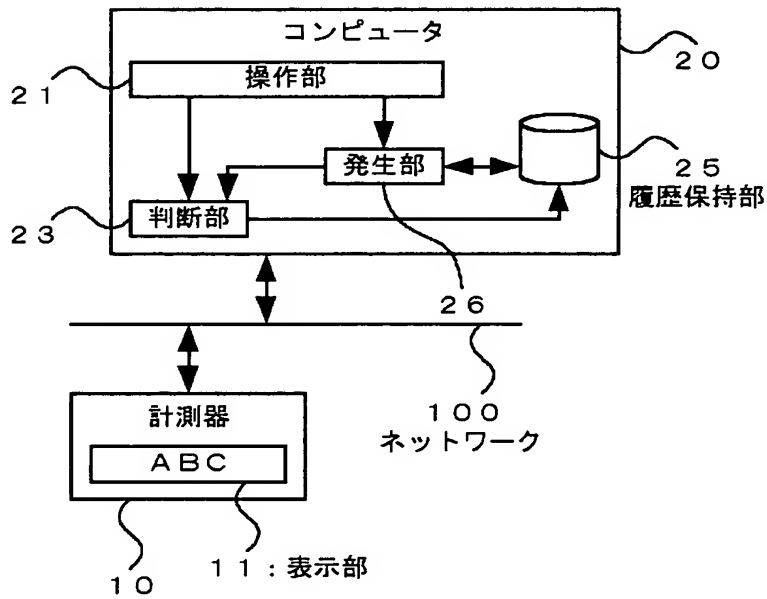 コンピュータ
20
21
操作部
発生部
25
履歴保持部
判断部
23
26
計測器
100
ネットワーク
ABC
11:表示部
10